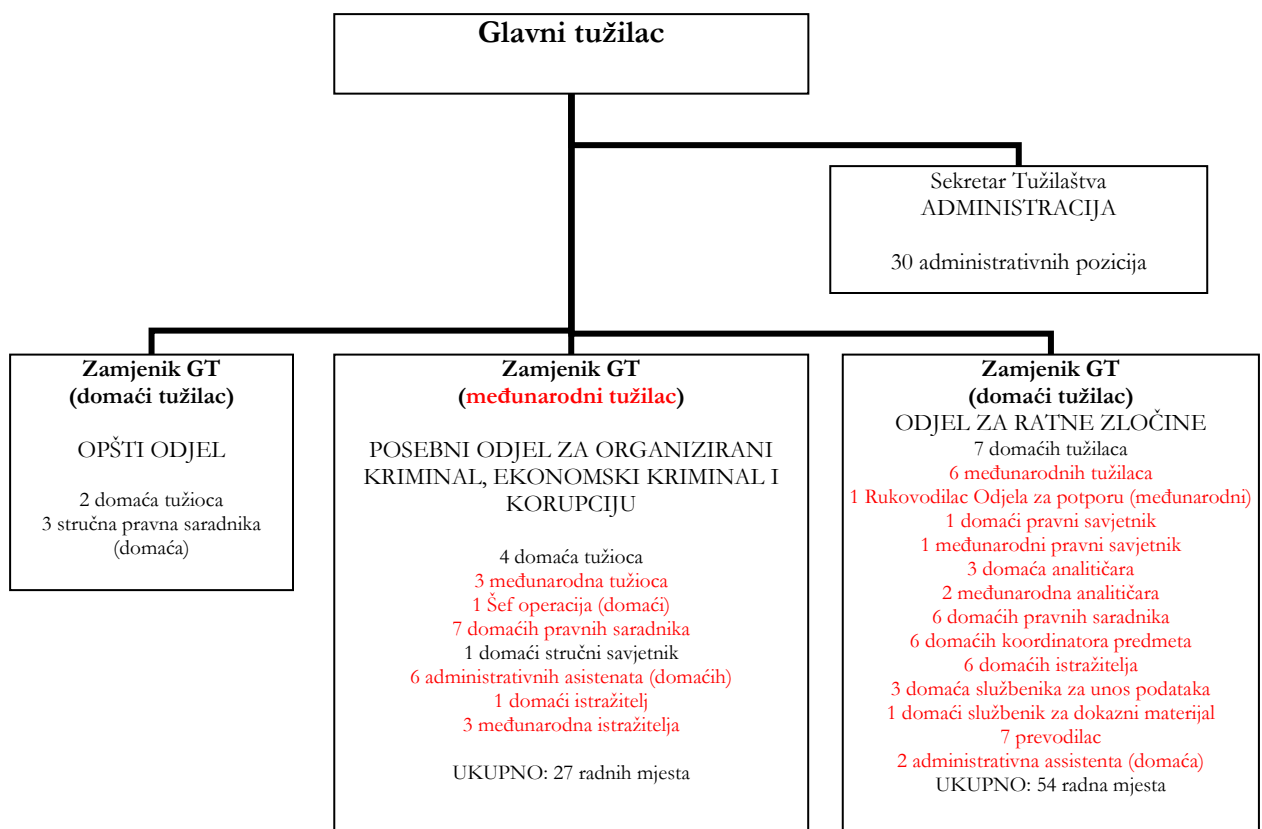 Glavni tužilac
Sekretar Tužilaštva
ADMINISTRACIJA
30 administrativnih pozicija
Zamjenik GT
(domaći tužilac)
OPŠTI ODJEL
2 domaća tužioca
3 stručna pravna saradnika
(domaća)
Zamjenik GT
(međunarodni tužilac)
POSEBNI ODJEL ZA ORGANIZIRANI
KRIMINAL, EKONOMSKI KRIMINAL I
KORUPCIJU
4 domaća tužioca
3 međunarodna tužioca
1 Šef operacija (domaći)
7 domaćih pravnih saradnika
1 domaći stručni savjetnik
6 administrativnih asistenata (domaćih)
1 domaći istražitelj
3 međunarodna istražitelja
UKUPNO: 27 radnih mjesta
Zamjenik GT
(domaći tužilac)
ODJEL ZA RATNE ZLOČINE
7 domaćih tužilaca
6 međunarodnih tužilaca
1 Rukovodilac Odjela za potporu (međunarodni)
1 domaći pravni savjetnik
1 međunarodni pravni savjetnik
3 domaća analitičara
2 međunarodna analitičara
6 domaćih pravnih saradnika
6 domaćih koordinatora predmeta
6 domaćih istražitelja
3 domaća službenika za unos podataka
1 domaći službenik za dokazni materijal
7 prevodilac
2 administrativna assistenta (domaća)
UKUPNO: 54 radna mjesta